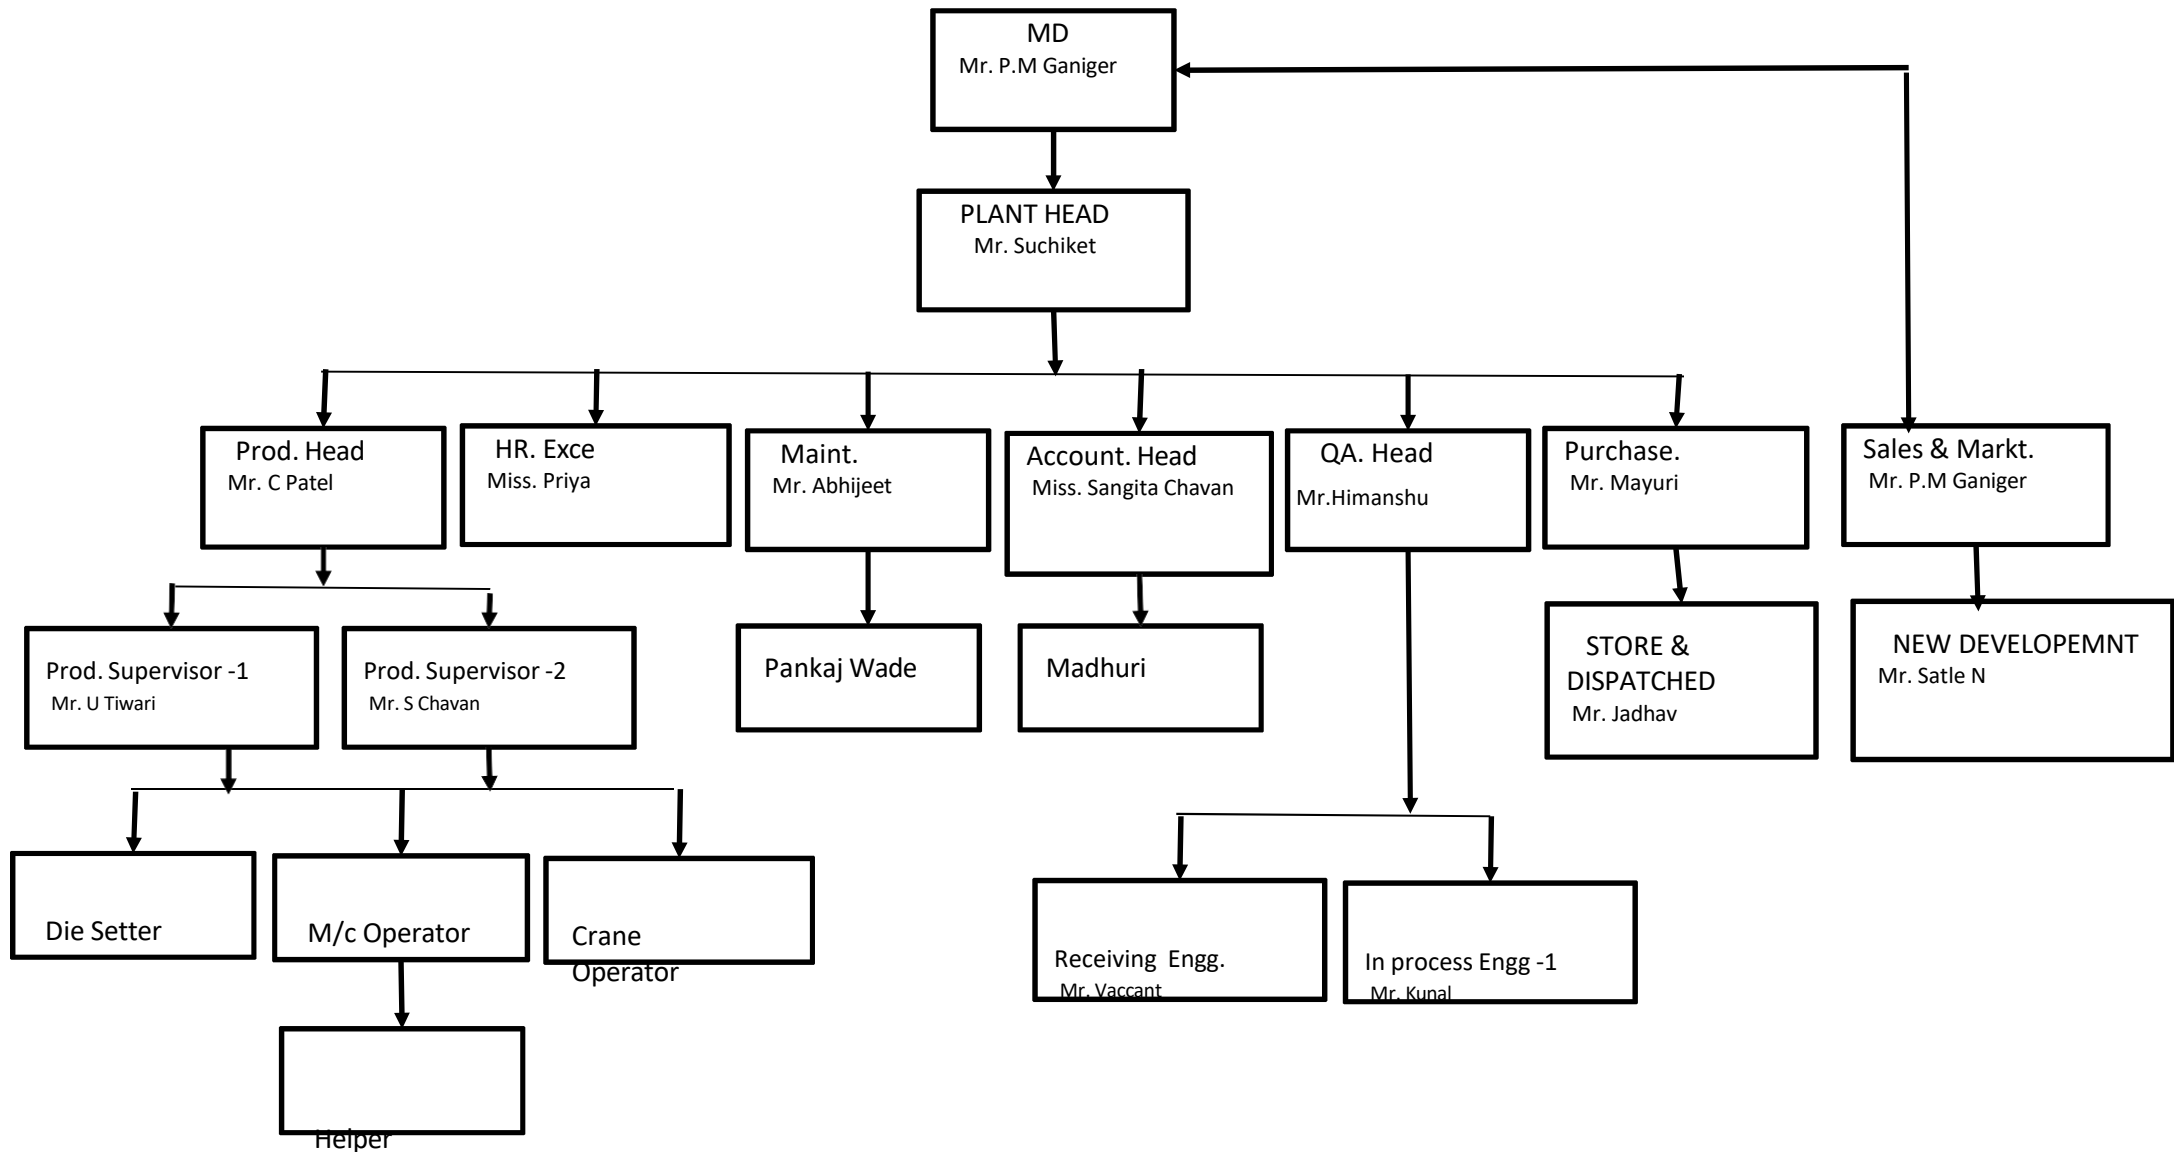 MD
Mr. P.M Ganiger
PLANT HEAD
Mr. Suchiket
Prod. Head
Mr. C Patel
HR. Exce
Miss. Priya
Maint.
Mr. Abhijeet
Account. Head
Miss. Sangita Chavan
QA. Head
Mr.Himanshu
Purchase.
Mr. Mayuri
Sales & Markt.
Mr. P.M Ganiger
Prod. Supervisor -1
Mr. U Tiwari
Prod. Supervisor -2
Mr. S Chavan
Pankaj Wade
Madhuri
STORE &
DISPATCHED
Mr. Jadhav
NEW DEVELOPEMNT
Mr. Satle N
Die Setter
M/c Operator
Crane
Operator
Receiving  Engg.
Mr. Vaccant
In process Engg -1
Mr. Kunal
Helper